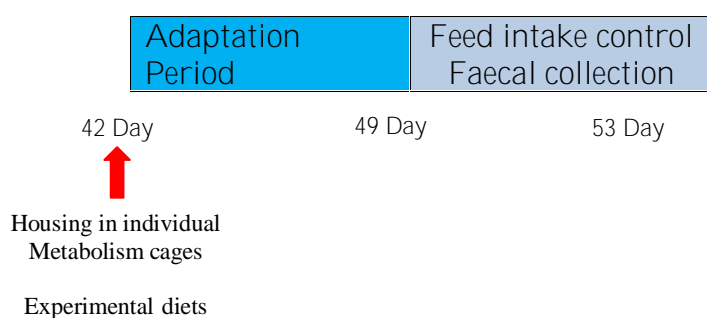 Adaptation
Period
Feed intake control
Faecal collection
42 Day
49 Day
53 Day
Housing in individual
Metabolism cages
Experimental diets